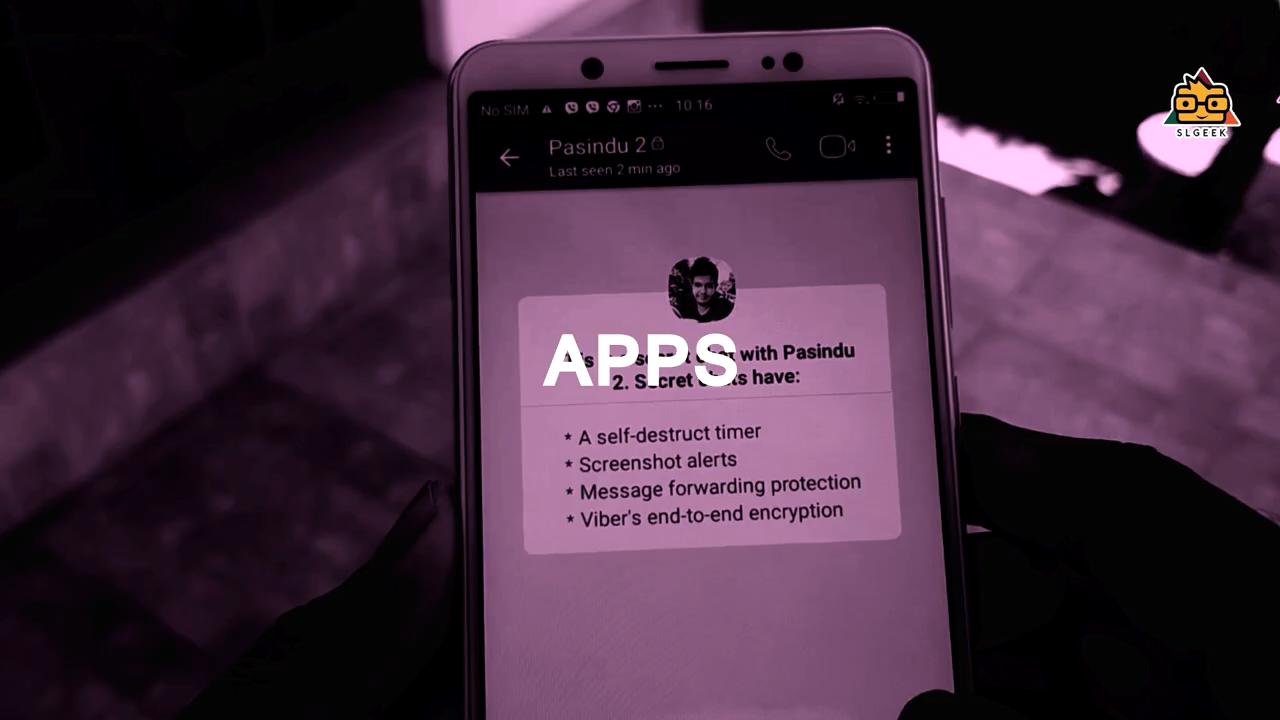 No SIM 10:16
Pasindu 2
Last seen 2 min ago
SLGEEK
APPS
with Pasindu
2. Secret have:
* A self-destruct timer
* Screenshot alerts
* Message forwarding protection
* Viber's end-to-end encryption